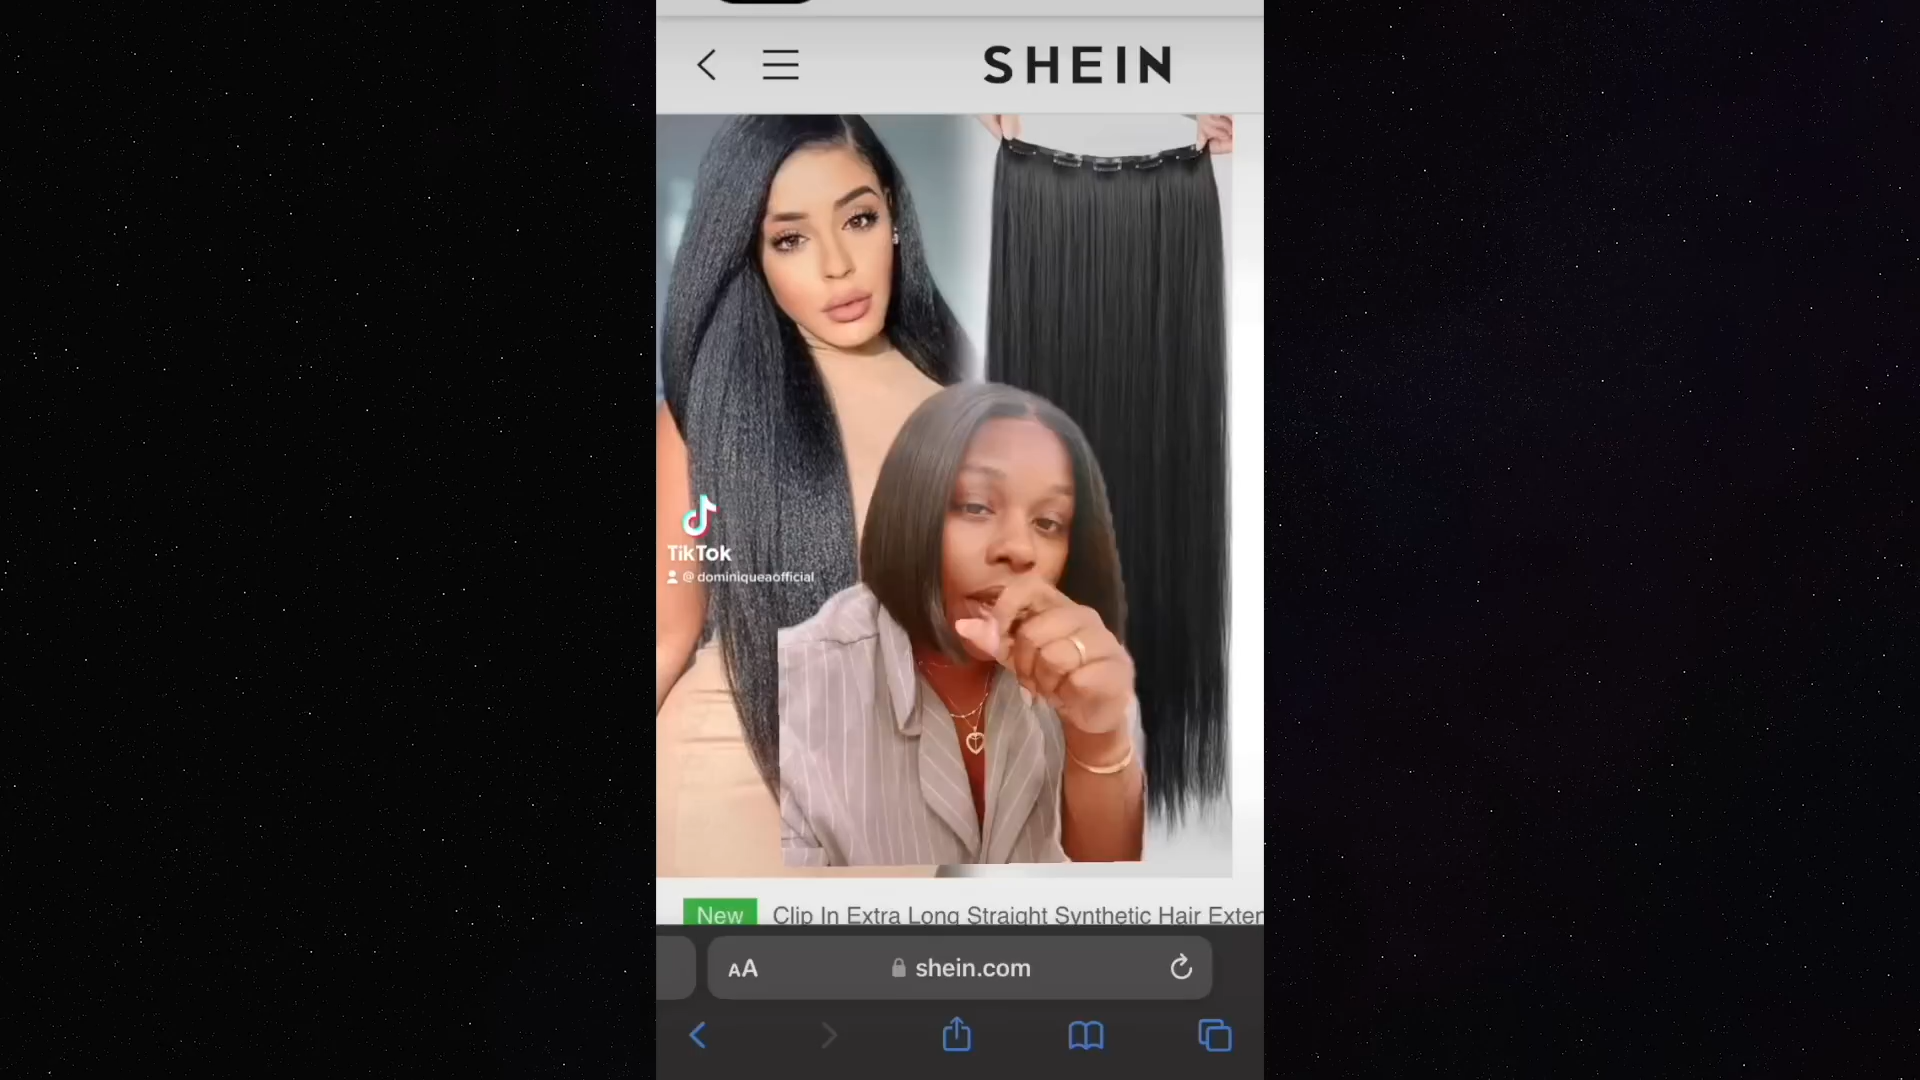 SHEIN
TikTok
@ dominiqueaofficial
New Clip In Extra Long Straight Synthetic Hair Exten
AA shein.com